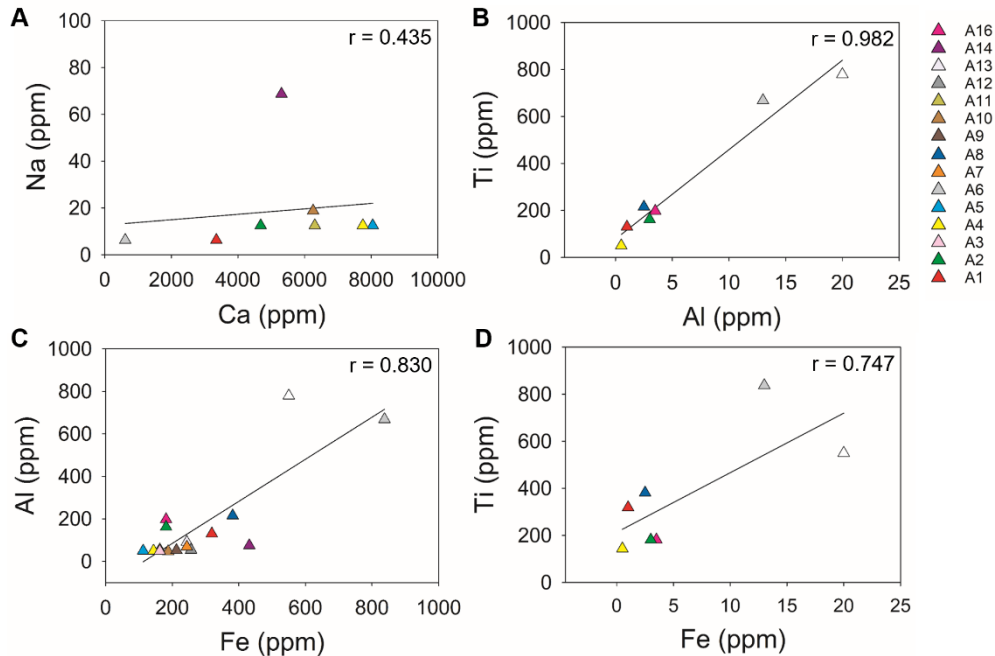 A
r = 0.435
100
80
60
40
20
0
Na (ppm)
0 2000 4000 6000 8000 10000
Ca (ppm)
B
r = 0.982
1000
800
600
400
200
0
Ti (ppm)
0 5 10 15 20 25
Al (ppm)
A16
A14
A13
A12
A11
A10
A9
A8
A7
A6
A5
A4
A3
A2
A1
C
r = 0.830
1000
800
600
400
200
0
Al (ppm)
0 200 400 600 800 1000
Fe (ppm)
D
r = 0.747
1000
800
600
400
200
0
Ti (ppm)
0 5 10 15 20 25
Fe (ppm)